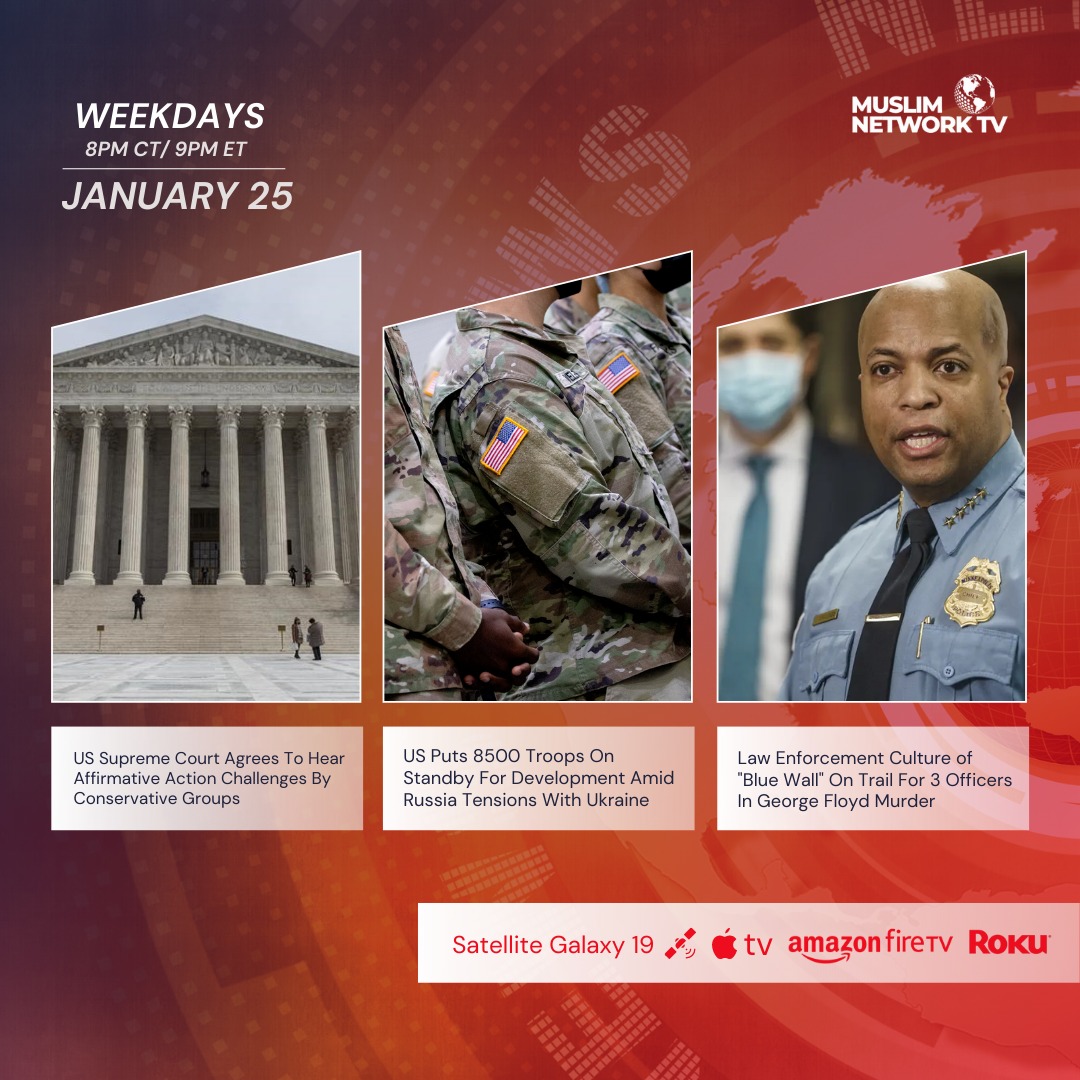 WEEKDAYS
8PM CT/ 9PM ET
JANUARY 25
MUSLIM
NETWORK TV
NEWS
US Supreme Court Agrees To Hear
Affirmative Action Challenges By
Conservative Groups
US Puts 8500 Troops On
Standby For Development Amid
Russia Tensions With Ukraine
Law Enforcement Culture of
"Blue Wall" On Trail For 3 Officers
In George Floyd Murder
Satellite Galaxy 19
tv
amazon fireTV
ROKU